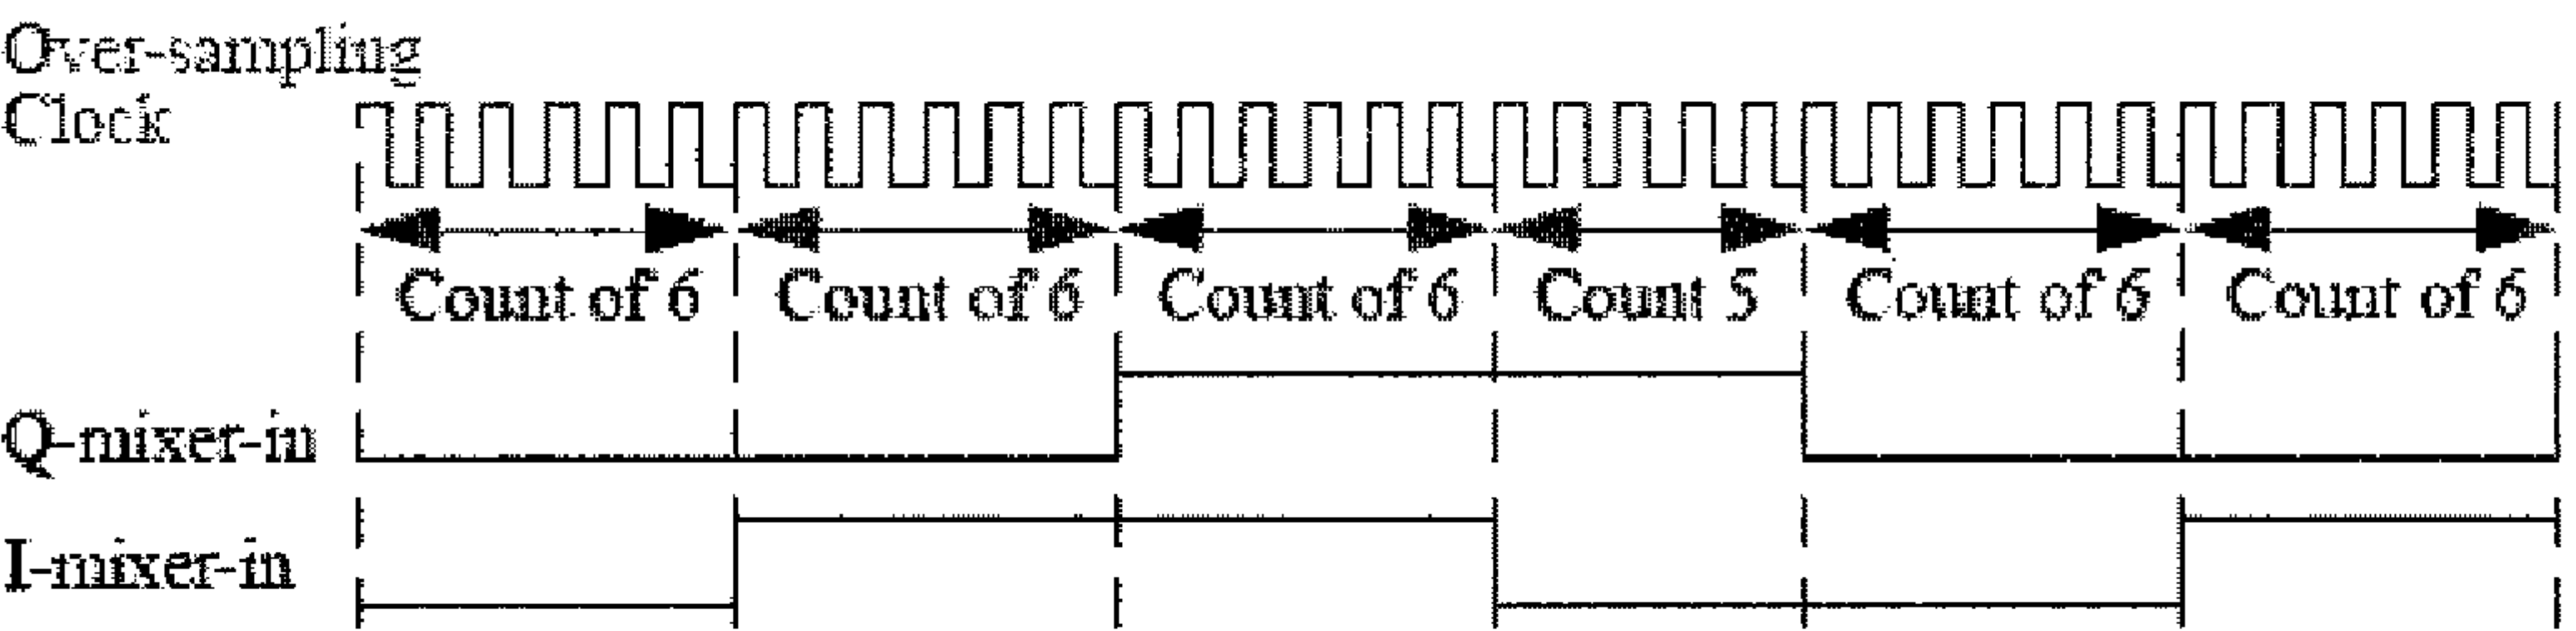 Over-sampling
Clock
Count of 6 Count of 6 Count of 6 Count 5 Count of 6 Count of 6
Q-mixer-in
I-mixer-in